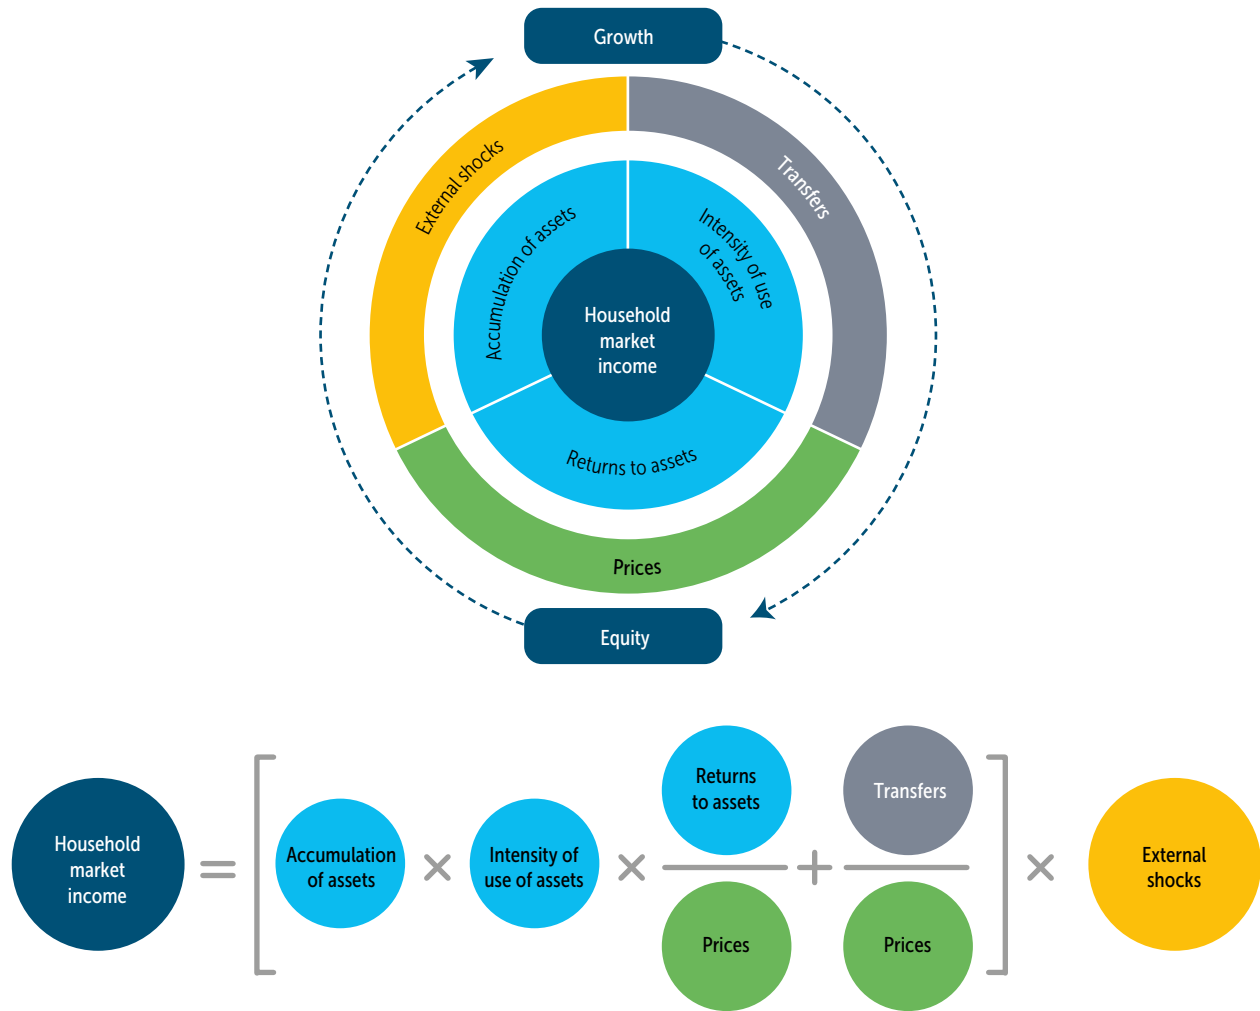 Growth
External shocks
Transfers
Accumulation of assets
Intensity of use
of assets
Household
market
income
Returns to assets
Prices
Equity
Household
market
income
=
[
Accumulation
of assets
×
Intensity of
use of assets
×
Returns
to assets
Prices
+
Transfers
Prices
]
×
External
shocks